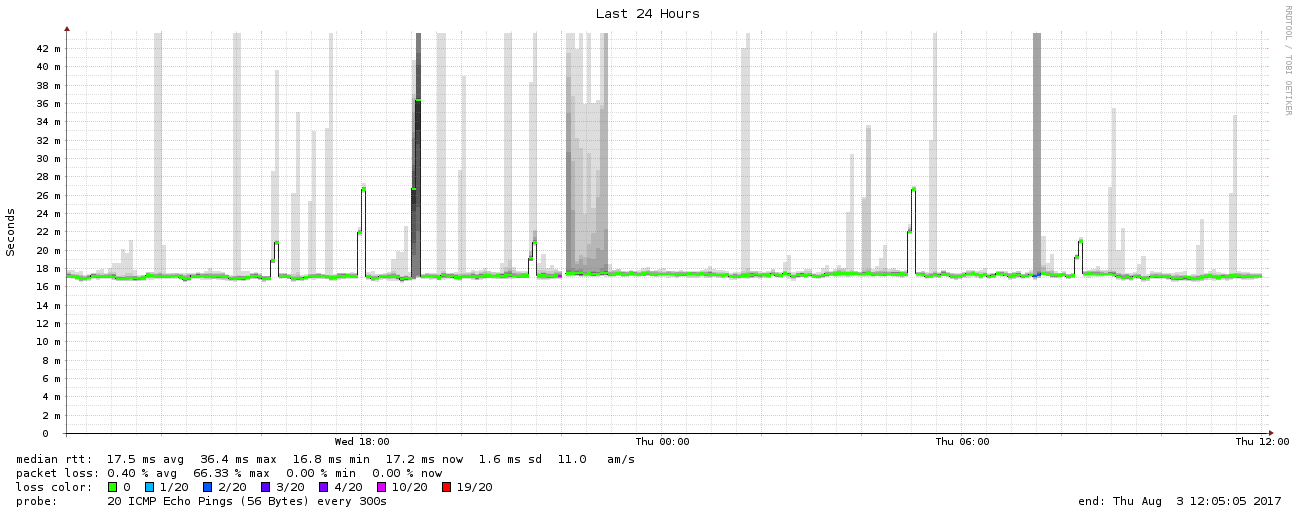 Last 24 Hours
RRDTOOL / TOBI OETIKER
Seconds
42 m
40 m
38 m
36 m
34 m
32 m
30 m
28 m
26 m
24 m
22 m
20 m
18 m
16 m
14 m
12 m
10 m
8 m
6 m
4 m
2 m
0
Wed 18:00 Thu 00:00 Thu 06:00 Thu 12:00
median rtt: 17.5 ms avg 36.4 ms max 16.8 ms min 17.2 ms now 1.6 ms sd 11.0 am/s
packet loss: 0.40 % avg 66.33 % max 0.00 % min 0.00 % now
loss color: 0 1/20 2/20 3/20 4/20 10/20 19/20
probe: 20 ICMP Echo Pings (56 Bytes) every 300s end: Thu Aug 3 12:05:05 2017